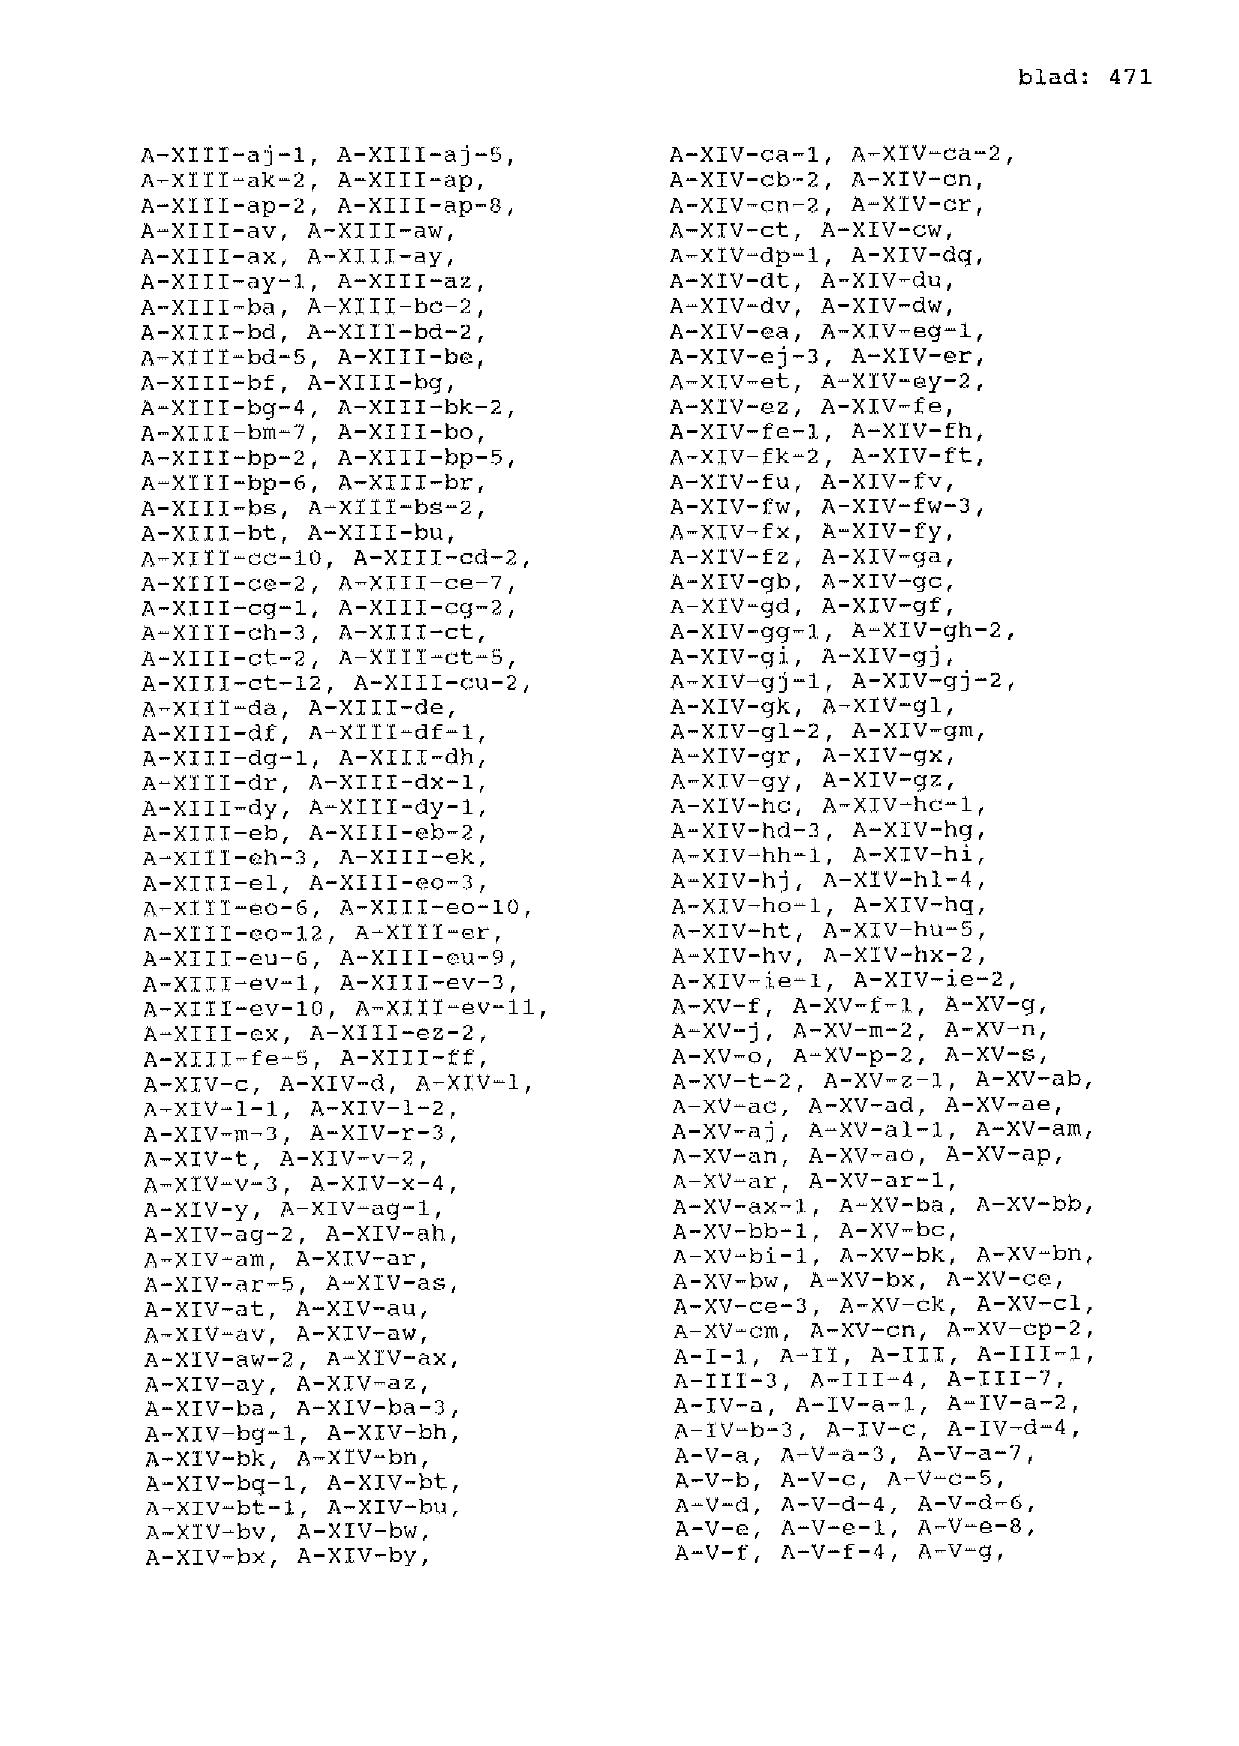 blad: 471
A-XIII-aj-1, A-XIII-aj-5,
A-XIII-ak-2, A-XIII-ap,
A-XIII-ap-2, A-XIII-ap-8,
A-XIII-av, A-XIII-aw,
A-XIII-ax, A-XIII-ay,
A-XIII-ay-1, A-XIII-az,
A-XIII-ba, A-XIII-bc-2,
A-XIII-bd, A-XIII-bd-2,
A-XIII-bd-5, A-XIII-be,
A-XIII-bf, A-XIII-bg,
A-XIII-bg-4, A-XIII-bk-2,
A-XIII-bm-7, A-XIII-bo,
A-XIII-bp-2, A-XIII-bp-5,
A-XIII-bp-6, A-XIII-br,
A-XIII-bs, A-XIII-bs-2,
A-XIII-bt, A-XIII-bu,
A-XIII-cc-10, A-XIII-cd-2,
A-XIII-ce-2, A-XIII-ce-7,
A-XIII-cg-1, A-XIII-cg-2,
A-XIII-ch-3, A-XIII-ct,
A-XIII-ct-2, A-XIII-ct-5,
A-XIII-ct-12, A-XIII-cu-2,
A-XIII-da, A-XIII-de,
A-XIII-df, A-XIII-df-1,
A-XIII-dg-1, A-XIII-dh,
A-XIII-dr, A-XIII-dx-1,
A-XIII-dy, A-XIII-dy-1,
A-XIII-eb, A-XIII-eb-2,
A-XIII-eh-3, A-XIII-ek,
A-XIII-el, A-XIII-eo-3,
A-XIII-eo-6, A-XIII-eo-10,
A-XIII-eo-12, A-XIII-er,
A-XIII-eu-6, A-XIII-eu-9,
A-XIII-ev-1, A-XIII-ev-3,
A-XIII-ev-10, A-XIII-ev-11,
A-XIII-ex, A-XIII-ez-2,
A-XIII-fe-5, A-XIII-ff,
A-XIV-c, A-XIV-d, A-XIV-l,
A-XIV-l-1, A-XIV-l-2,
A-XIV-m-3, A-XIV-r-3,
A-XIV-t, A-XIV-v-2,
A-XIV-v-3, A-XIV-x-4,
A-XIV-y, A-XIV-ag-1,
A-XIV-ag-2, A-XIV-ah,
A-XIV-am, A-XIV-ar,
A-XIV-ar-5, A-XIV-as,
A-XIV-at, A-XIV-au,
A-XIV-av, A-XIV-aw,
A-XIV-aw-2, A-XIV-ax,
A-XIV-ay, A-XIV-az,
A-XIV-ba, A-XIV-ba-3,
A-XIV-bg-1, A-XIV-bh,
A-XIV-bk, A-XIV-bn,
A-XIV-bq-1, A-XIV-bt,
A-XIV-bt-1, A-XIV-bu,
A-XIV-bv, A-XIV-bw,
A-XIV-bx, A-XIV-by,
A-XIV-ca-1, A-XIV-ca-2,
A-XIV-cb-2, A-XIV-cn,
A-XIV-cn-2, A-XIV-cr,
A-XIV-ct, A-XIV-cw,
A-XIV-dp-1, A-XIV-dq,
A-XIV-dt, A-XIV-du,
A-XIV-dv, A-XIV-dw,
A-XIV-ea, A-XIV-eg-1,
A-XIV-ej-3, A-XIV-er,
A-XIV-et, A-XIV-ey-2,
A-XIV-ez, A-XIV-fe,
A-XIV-fe-1, A-XIV-fh,
A-XIV-fk-2, A-XIV-ft,
A-XIV-fu, A-XIV-fv,
A-XIV-fw, A-XIV-fw-3,
A-XIV-fx, A-XIV-fy,
A-XIV-fz, A-XIV-ga,
A-XIV-gb, A-XIV-gc,
A-XIV-gd, A-XIV-gf,
A-XIV-gg-1, A-XIV-gh-2,
A-XIV-gi, A-XIV-gj,
A-XIV-gj-1, A-XIV-gj-2,
A-XIV-gk, A-XIV-gl,
A-XIV-gl-2, A-XIV-gm,
A-XIV-gr, A-XIV-gx,
A-XIV-gy, A-XIV-gz,
A-XIV-hc, A-XIV-hc-1,
A-XIV-hd-3, A-XIV-hg,
A-XIV-hh-1, A-XIV-hi,
A-XIV-hj, A-XIV-hl-4,
A-XIV-ho-1, A-XIV-hq,
A-XIV-ht, A-XIV-hu-5,
A-XIV-hv, A-XIV-hx-2,
A-XIV-ie-1, A-XIV-ie-2,
A-XV-f, A-XV-f-1, A-XV-g,
A-XV-j, A-XV-m-2, A-XV-n,
A-XV-o, A-XV-p-2, A-XV-s,
A-XV-t-2, A-XV-z-1, A-XV-ab,
A-XV-ac, A-XV-ad, A-XV-ae,
A-XV-aj, A-XV-al-1, A-XV-am,
A-XV-an, A-XV-ao, A-XV-ap,
A-XV-ar, A-XV-ar-1,
A-XV-ax-1, A-XV-ba, A-XV-bb,
A-XV-bb-1, A-XV-bc,
A-XV-bi-1, A-XV-bk, A-XV-bn,
A-XV-bw, A-XV-bx, A-XV-ce,
A-XV-ce-3, A-XV-ck, A-XV-cl,
A-XV-cm, A-XV-cn, A-XV-cp-2,
A-I-1, A-II, A-III, A-III-1,
A-III-3, A-III-4, A-III-7,
A-IV-a, A-IV-a-1, A-IV-a-2,
A-IV-b-3, A-IV-c, A-IV-d-4,
A-V-a, A-V-a-3, A-V-a-7,
A-V-b, A-V-c, A-V-c-5,
A-V-d, A-V-d-4, A-V-d-6,
A-V-e, A-V-e-1, A-V-e-8,
A-V-f, A-V-f-4, A-V-g,